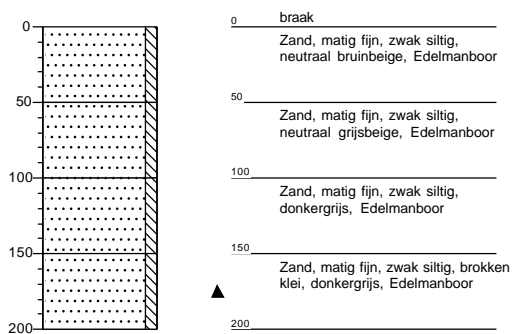 0
50
100
150
200
0 braak
Zand, matig fijn, zwak siltig,
neutraal bruinbeige, Edelmanboor
50
Zand, matig fijn, zwak siltig,
neutraal grijsbeige, Edelmanboor
100
Zand, matig fijn, zwak siltig,
donkergrijs, Edelmanboor
150
Zand, matig fijn, zwak siltig, brokken
klei, donkergrijs, Edelmanboor
200